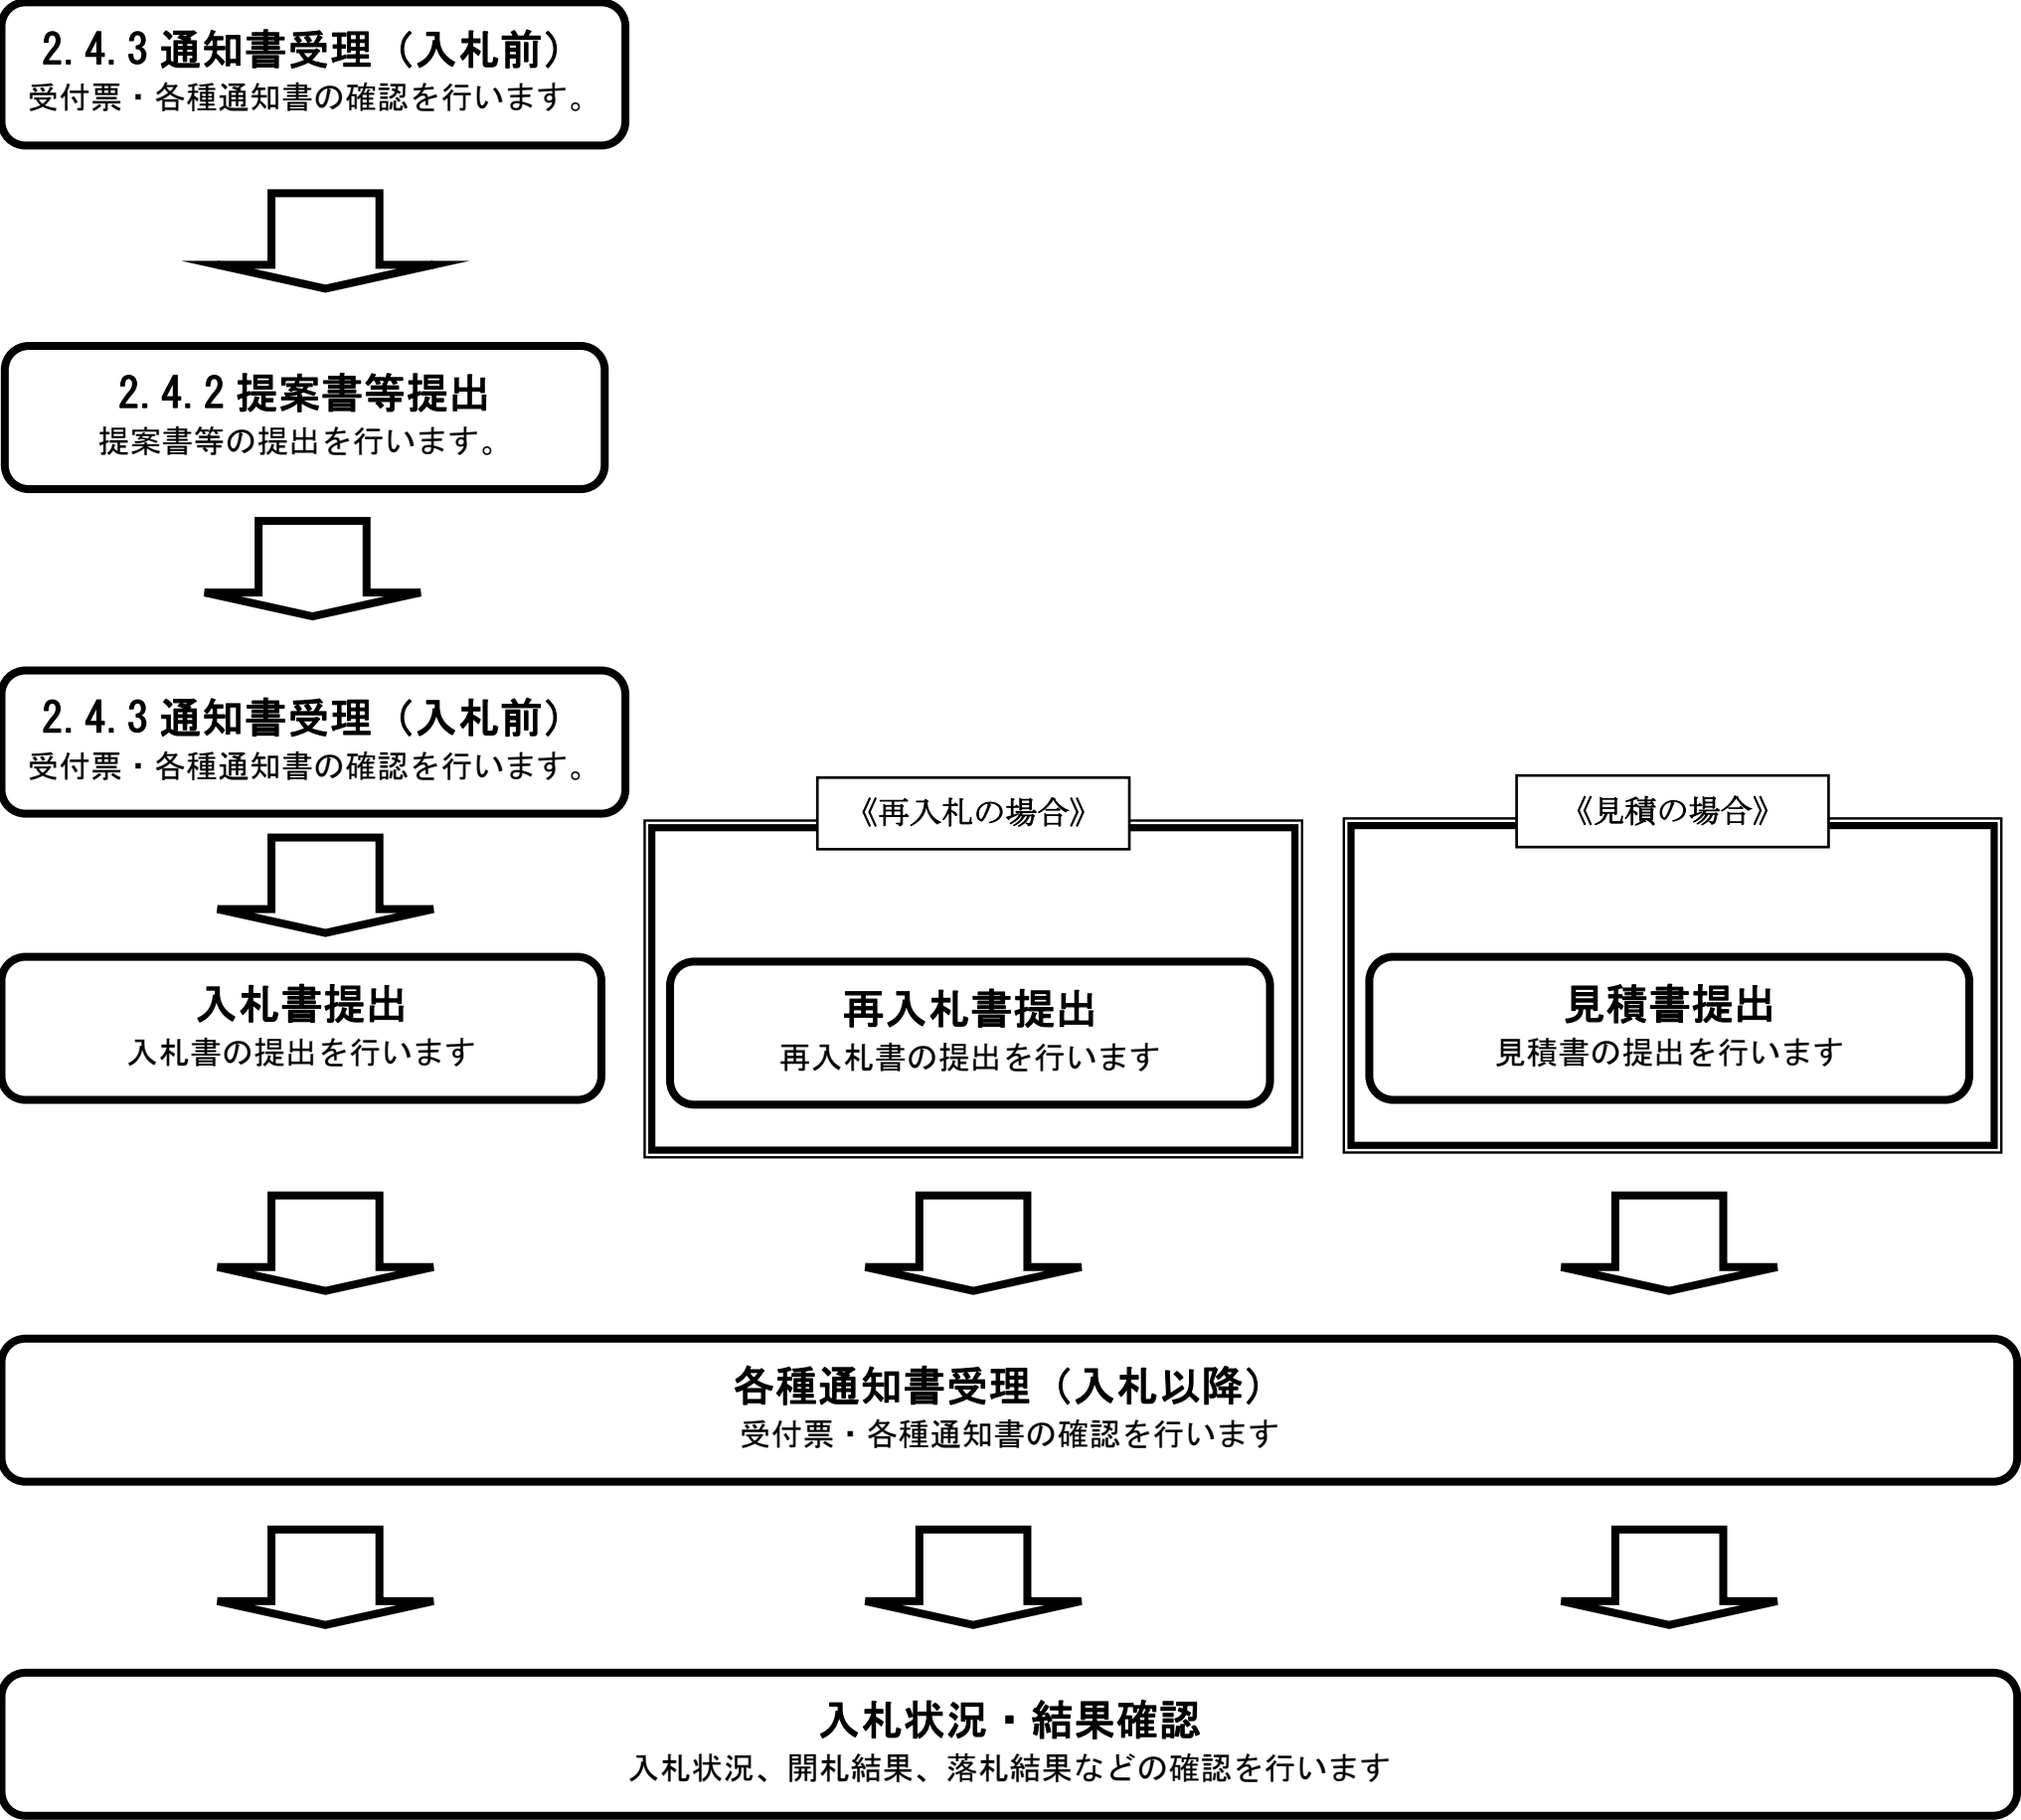 2.4.3 通知書受理（入札前）
受付票・各種通知書の確認を行います。
2.4.2 提案書等提出
提案書等の提出を行います。
2.4.3 通知書受理（入札前）
受付票・各種通知書の確認を行います。
入札書提出
入札書の提出を行います
《再入札の場合》
再入札書提出
再入札書の提出を行います
《見積の場合》
見積書提出
見積書の提出を行います
各種通知書受理（入札以降）
受付票・各種通知書の確認を行います
入札状況・結果確認
入札状況、開札結果、落札結果などの確認を行います